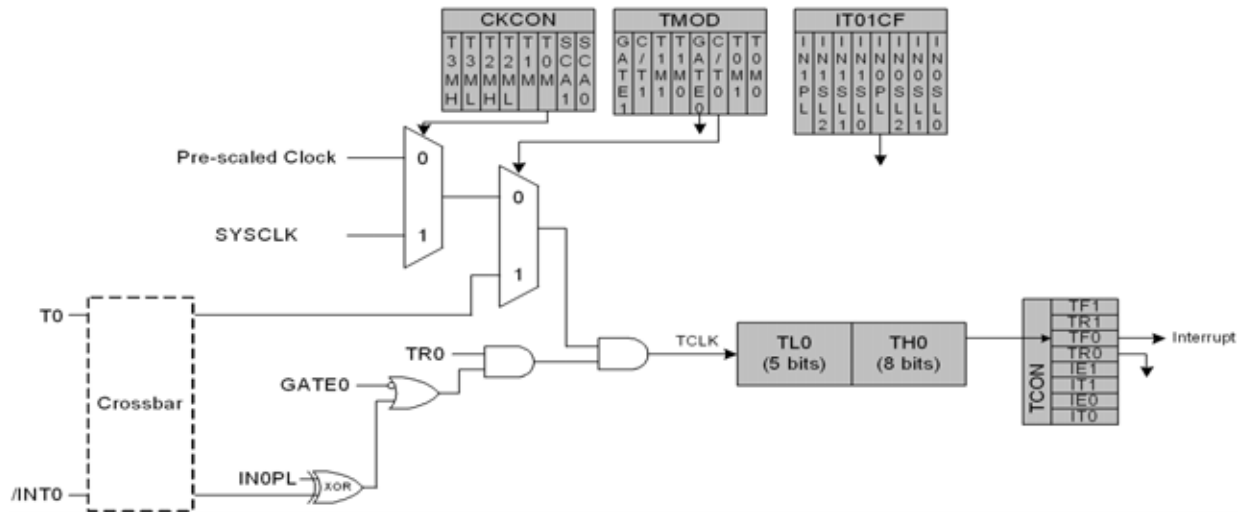 CKCON
T3MH T3ML T2MH T2ML T1M T0M SCA1 SCA0
TMOD
GATE1 C/T1 T1M1 T1M0 GATE0 C/T0 T0M1 T0M0
IT01CF
IN1PL IN1SL2 IN1SL1 IN1SL0 IN0PL IN0SL2 IN0SL1 IN0SL0
Pre-scaled Clock
0
SYSCLK
1
0
1
T0
Crossbar
/INT0
TR0
GATE0
IN0PL
XOR
TCLK
TL0
(5 bits)
TH0
(8 bits)
TCON
TF1
TR1
TF0
TR0
IE1
IT1
IE0
IT0
Interrupt